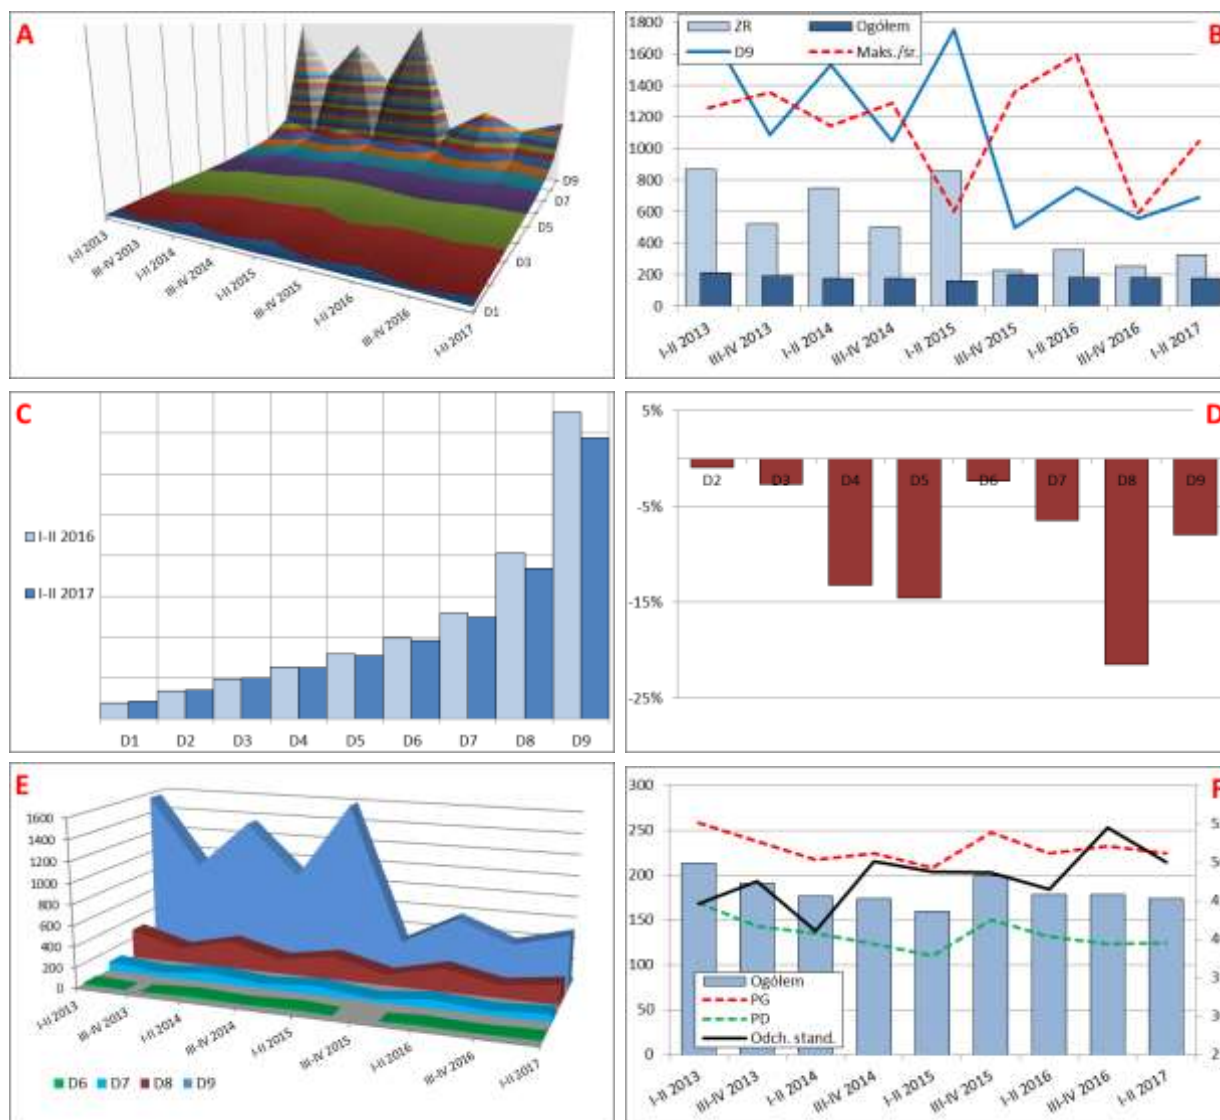 A
I-II 2013
III-IV 2013
I-II 2014
III-IV 2014
I-II 2015
III-IV 2015
I-II 2016
III-IV 2016
I-II 2017
D1
D3
D5
D7
D9
B
1800
1600
1400
1200
1000
800
600
400
200
0
ZR
Ogółem
D9
Maks./śr.
I-II 2013
III-IV 2013
I-II 2014
III-IV 2014
I-II 2015
III-IV 2015
I-II 2016
III-IV 2016
I-II 2017
C
I-II 2016
I-II 2017
D1 D2 D3 D4 D5 D6 D7 D8 D9
D
5%
D2 D3 D4 D5 D6 D7 D8 D9
-5%
-15%
-25%
E
1600
1400
1200
1000
800
600
400
200
I-II 2013
III-IV 2013
I-II 2014
III-IV 2014
I-II 2015
III-IV 2015
I-II 2016
III-IV 2016
I-II 2017
D6 D7 D8 D9
F
300
250
200
150
100
50
0
Ogółem
PG
PD
Odch. stand.
I-II 2013
III-IV 2013
I-II 2014
III-IV 2014
I-II 2015
III-IV 2015
I-II 2016
III-IV 2016
I-II 2017